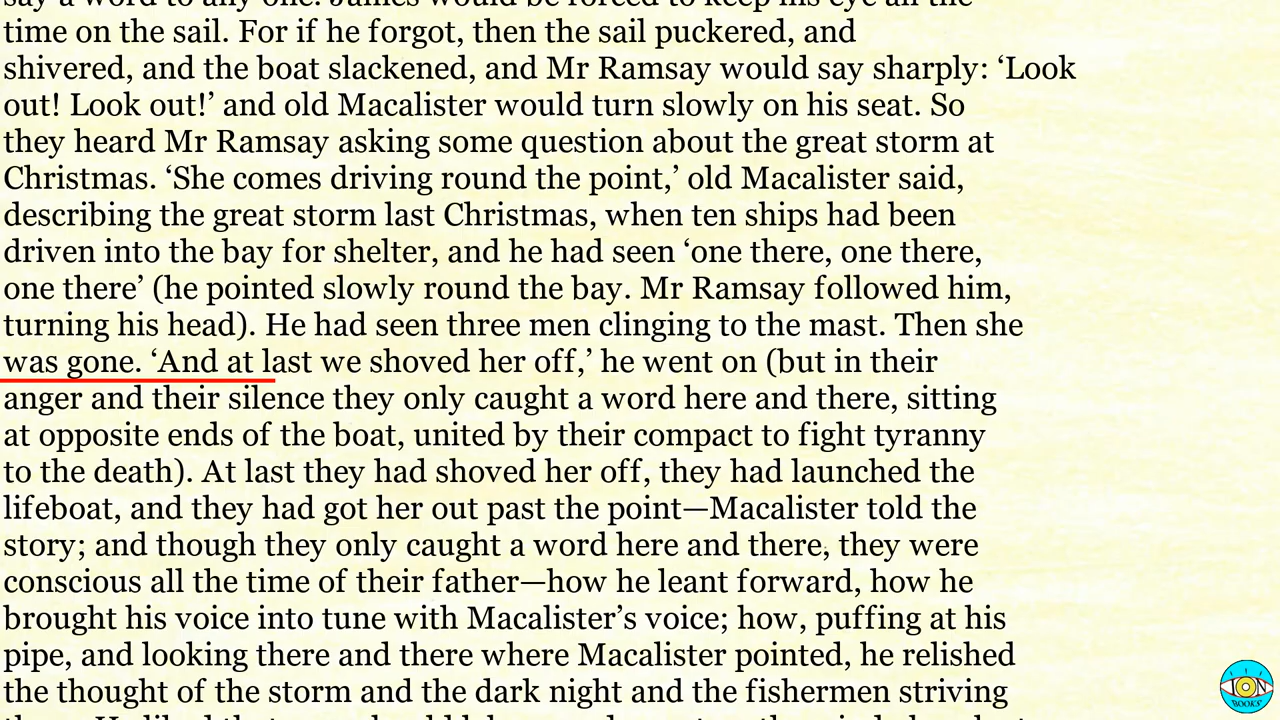 say a word to any one. James would be forced to keep his eye all the
time on the sail. For if he forgot, then the sail puckered, and
shivered, and the boat slackened, and Mr Ramsay would say sharply: ‘Look
out! Look out!’ and old Macalister would turn slowly on his seat. So
they heard Mr Ramsay asking some question about the great storm at
Christmas. ‘She comes driving round the point,’ old Macalister said,
describing the great storm last Christmas, when ten ships had been
driven into the bay for shelter, and he had seen ‘one there, one there,
one there’ (he pointed slowly round the bay. Mr Ramsay followed him,
turning his head). He had seen three men clinging to the mast. Then she
was gone. ‘And at last we shoved her off,’ he went on (but in their
anger and their silence they only caught a word here and there, sitting
at opposite ends of the boat, united by their compact to fight tyranny
to the death). At last they had shoved her off, they had launched the
lifeboat, and they had got her out past the point—Macalister told the
story; and though they only caught a word here and there, they were
conscious all the time of their father—how he leant forward, how he
brought his voice into tune with Macalister’s voice; how, puffing at his
pipe, and looking there and there where Macalister pointed, he relished
the thought of the storm and the dark night and the fishermen striving
ION
BOOKS